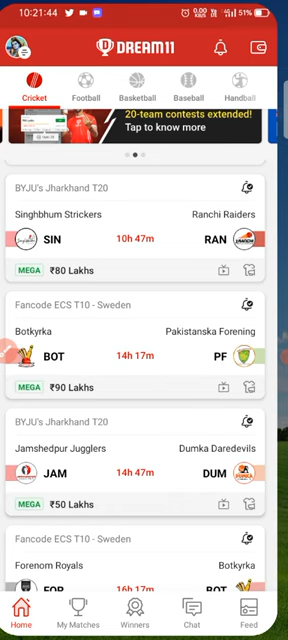 10:21:44
0.00 KB/S
51%
DREAM11
Cricket Football Basketball Baseball Handball
20-team contests extended!
Tap to know more
BYJU's Jharkhand T20
Singhbhum Strickers Ranchi Raiders
SIN 10h 47m RAN
MEGA ₹80 Lakhs
Fancode ECS T10 - Sweden
Botkyrka Pakistanska Forening
BOT 14h 17m PF
MEGA ₹90 Lakhs
BYJU's Jharkhand T20
Jamshedpur Jugglers Dumka Daredevils
JAM 14h 47m DUM
MEGA ₹50 Lakhs
Fancode ECS T10 - Sweden
Forenom Royals Botkyrka
FOR 16h 17m BOT
Home My Matches Winners Chat Feed